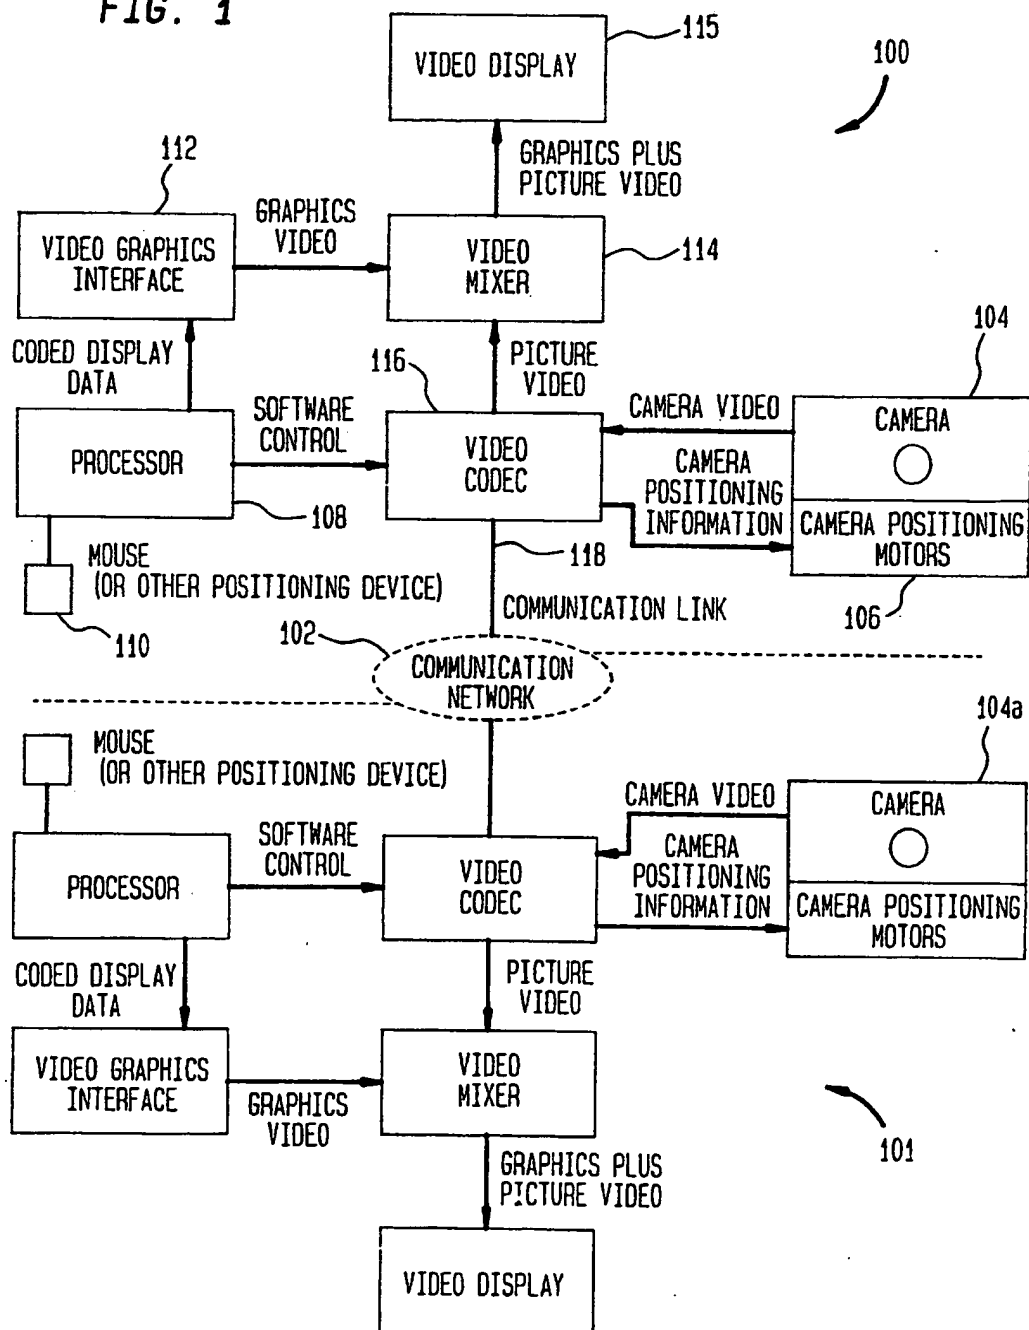 FIG. 1
VIDEO DISPLAY
115
100
GRAPHICS PLUS
PICTURE VIDEO
112
VIDEO GRAPHICS
INTERFACE
GRAPHICS
VIDEO
VIDEO
MIXER
114
CODED DISPLAY
DATA
116
PICTURE
VIDEO
104
PROCESSOR
108
SOFTWARE
CONTROL
VIDEO
CODEC
CAMERA VIDEO
CAMERA
POSITIONING
INFORMATION
CAMERA
CAMERA POSITIONING
MOTORS
106
MOUSE
(OR OTHER POSITIONING DEVICE)
110
118
COMMUNICATION LINK
102
COMMUNICATION
NETWORK
MOUSE
(OR OTHER POSITIONING DEVICE)
104a
CAMERA VIDEO
CAMERA
PROCESSOR
SOFTWARE
CONTROL
VIDEO
CODEC
CAMERA
POSITIONING
INFORMATION
CAMERA POSITIONING
MOTORS
CODED DISPLAY
DATA
PICTURE
VIDEO
VIDEO GRAPHICS
INTERFACE
GRAPHICS
VIDEO
VIDEO
MIXER
101
GRAPHICS PLUS
PICTURE VIDEO
VIDEO DISPLAY